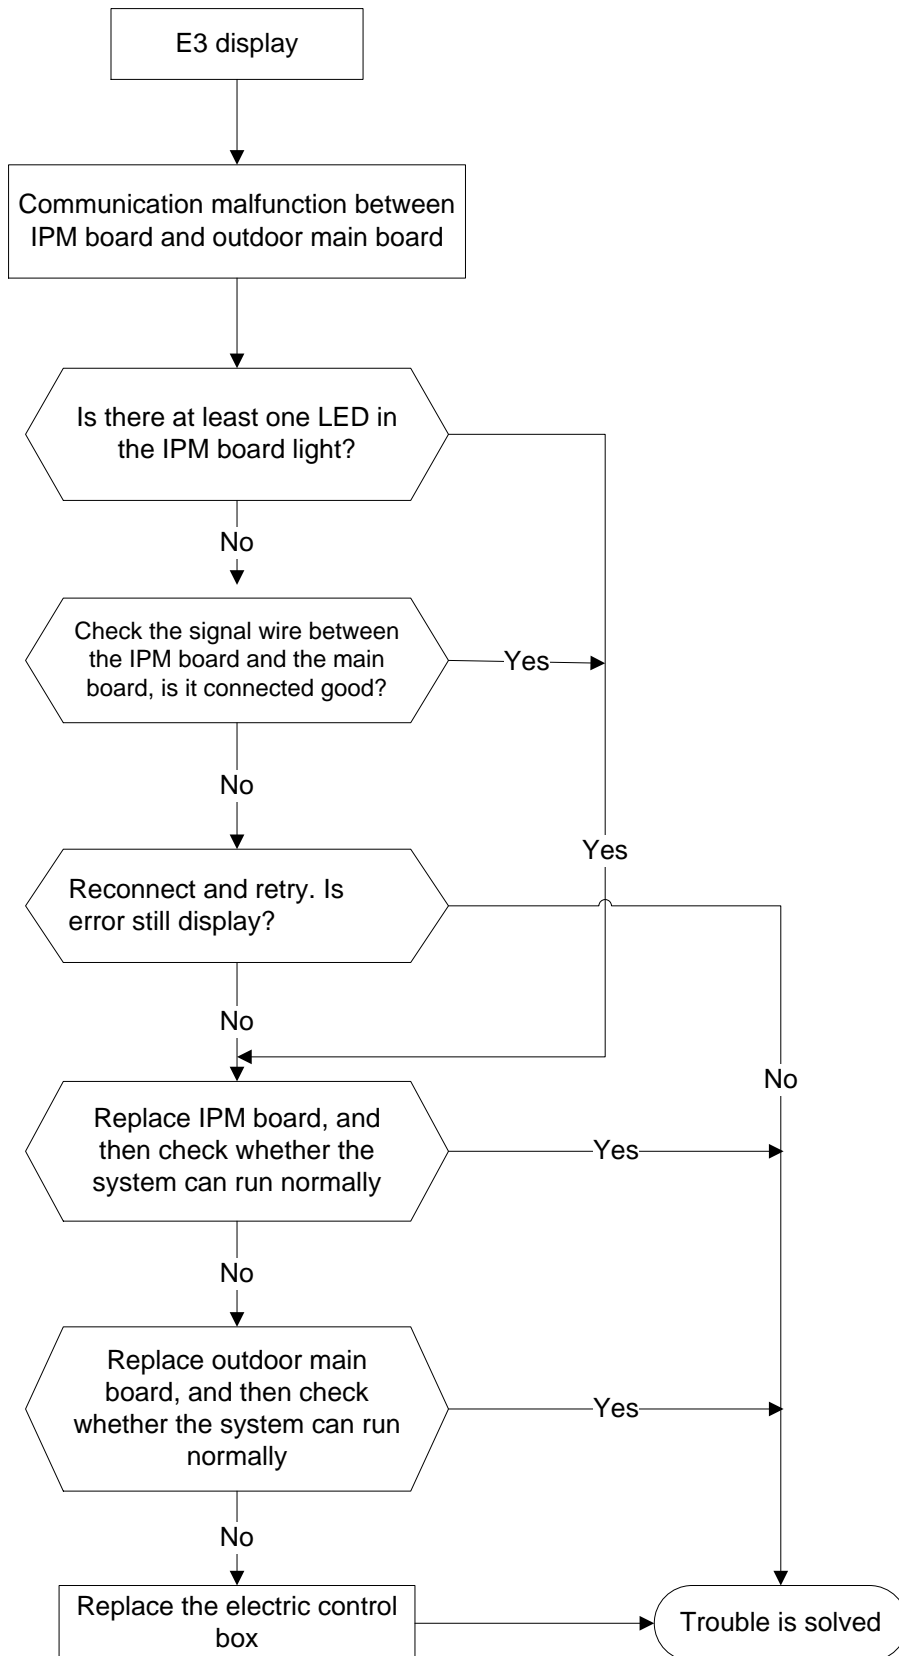 E3 display
Communication malfunction between
IPM board and outdoor main board
Is there at least one LED in
the IPM board light?
No
Check the signal wire between
the IPM board and the main
board, is it connected good?
Yes
No
Yes
Reconnect and retry. Is
error still display?
No
No
Replace IPM board, and
then check whether the
system can run normally
Yes
No
Replace outdoor main
board, and then check
whether the system can run
normally
Yes
No
Replace the electric control
box
Trouble is solved